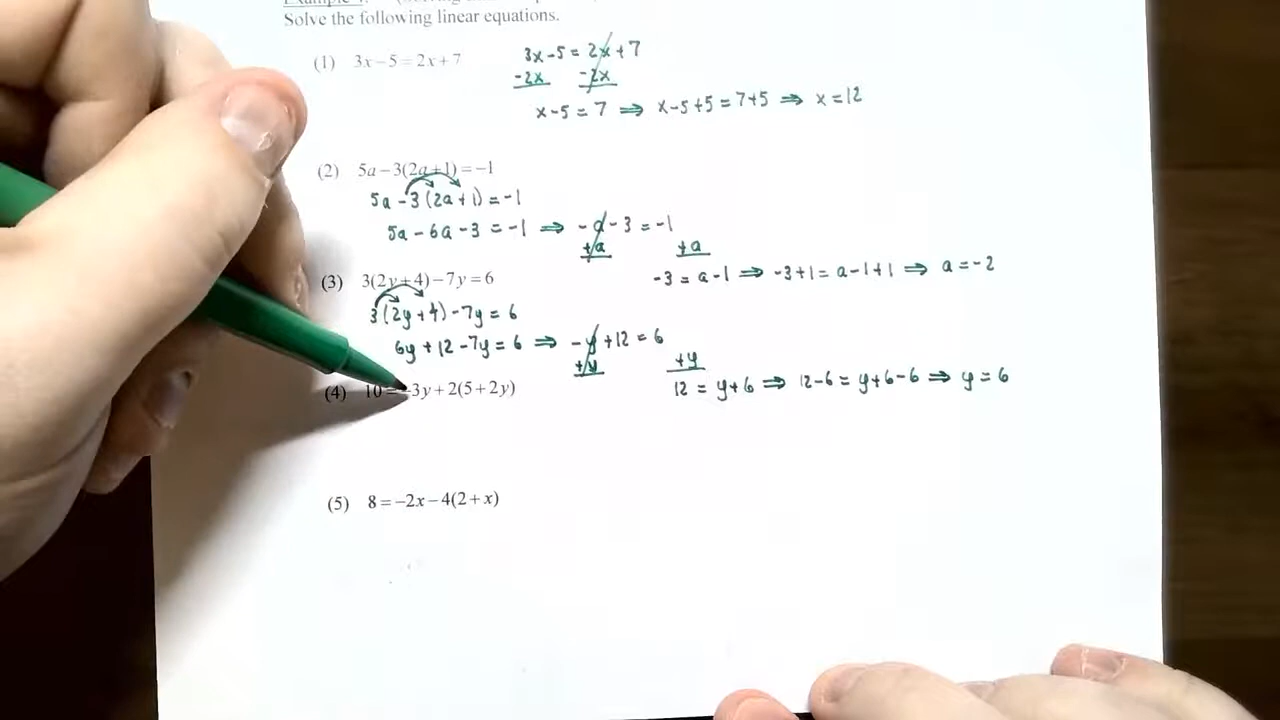 Solve the following linear equations.
(1) 3x – 5 = 2x + 7
3x – 5 = 2x + 7
-2x -2x
x – 5 = 7 ⇒ x – 5 + 5 = 7 + 5 ⇒ x = 12
(2) 5a – 3(2a + 1) = –1
5a – 3(2a + 1) = -1
5a – 6a – 3 = -1 ⇒ -a – 3 = -1
+a +a
-3 = a – 1 ⇒ -3 + 1 = a – 1 + 1 ⇒ a = -2
(3) 3(2y + 4) – 7y = 6
3(2y + 4) – 7y = 6
6y + 12 – 7y = 6 ⇒ -y + 12 = 6
+y +y
12 = y + 6 ⇒ 12 – 6 = y + 6 – 6 ⇒ y = 6
(4) 10 = –3y + 2(5 + 2y)
(5) 8 = –2x – 4(2 + x)